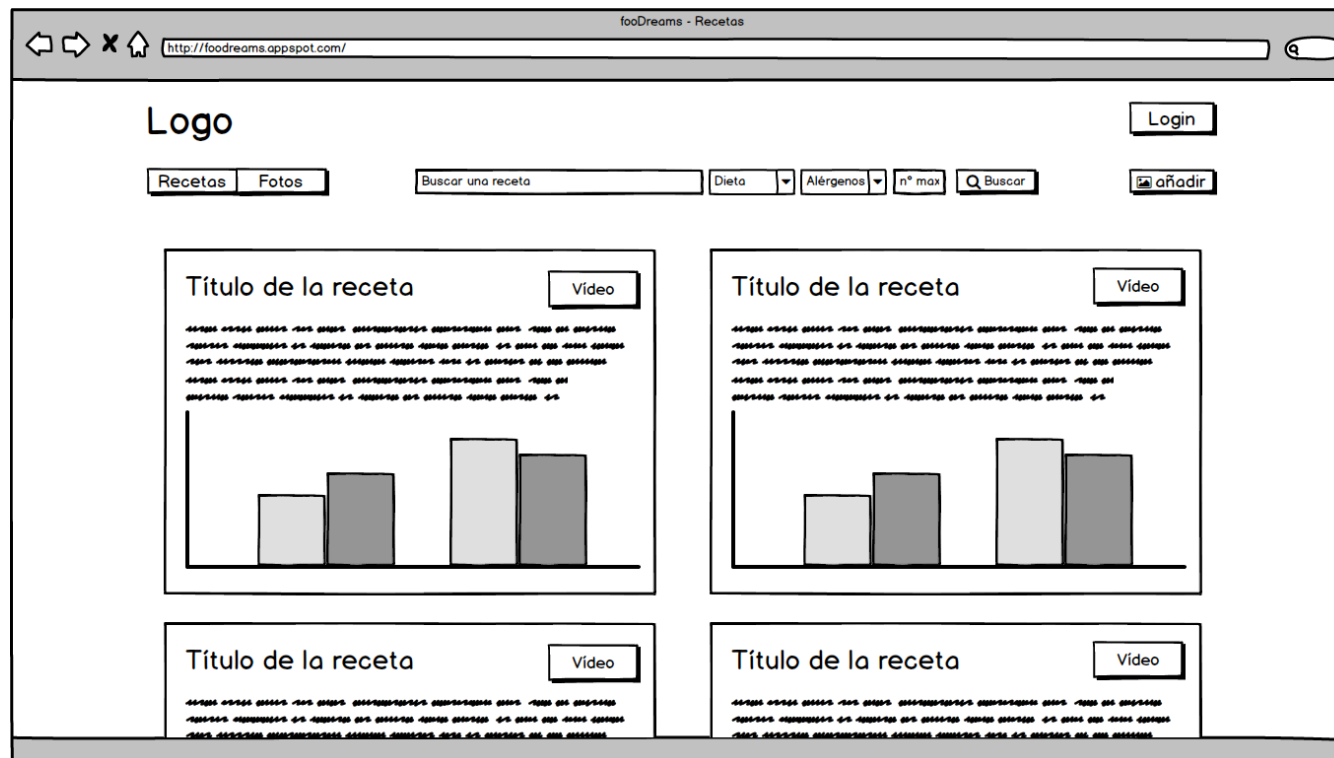 fooDreams - Recetas
http://foodreams.appspot.com/
Logo
Login
Recetas Fotos Buscar una receta Dieta Alérgenos nº max Buscar añadir
Título de la receta Vídeo
Título de la receta Vídeo
Título de la receta Vídeo
Título de la receta Vídeo